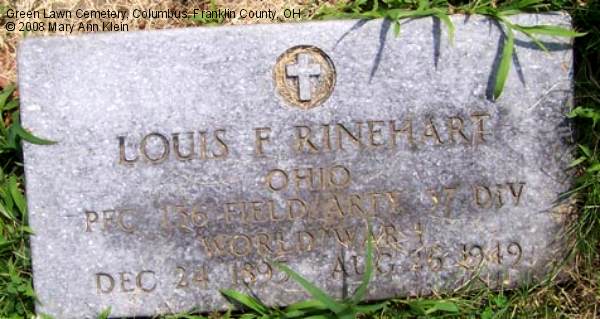 Green Lawn Cemetery, Columbus, Franklin County, OH
© 2008 Mary Ann Klein
LOUIS F RINEHART
OHIO
PFC 136 FIELD ARTY 37 DIV
WORLD WAR I
DEC 24 1895 AUG 1949